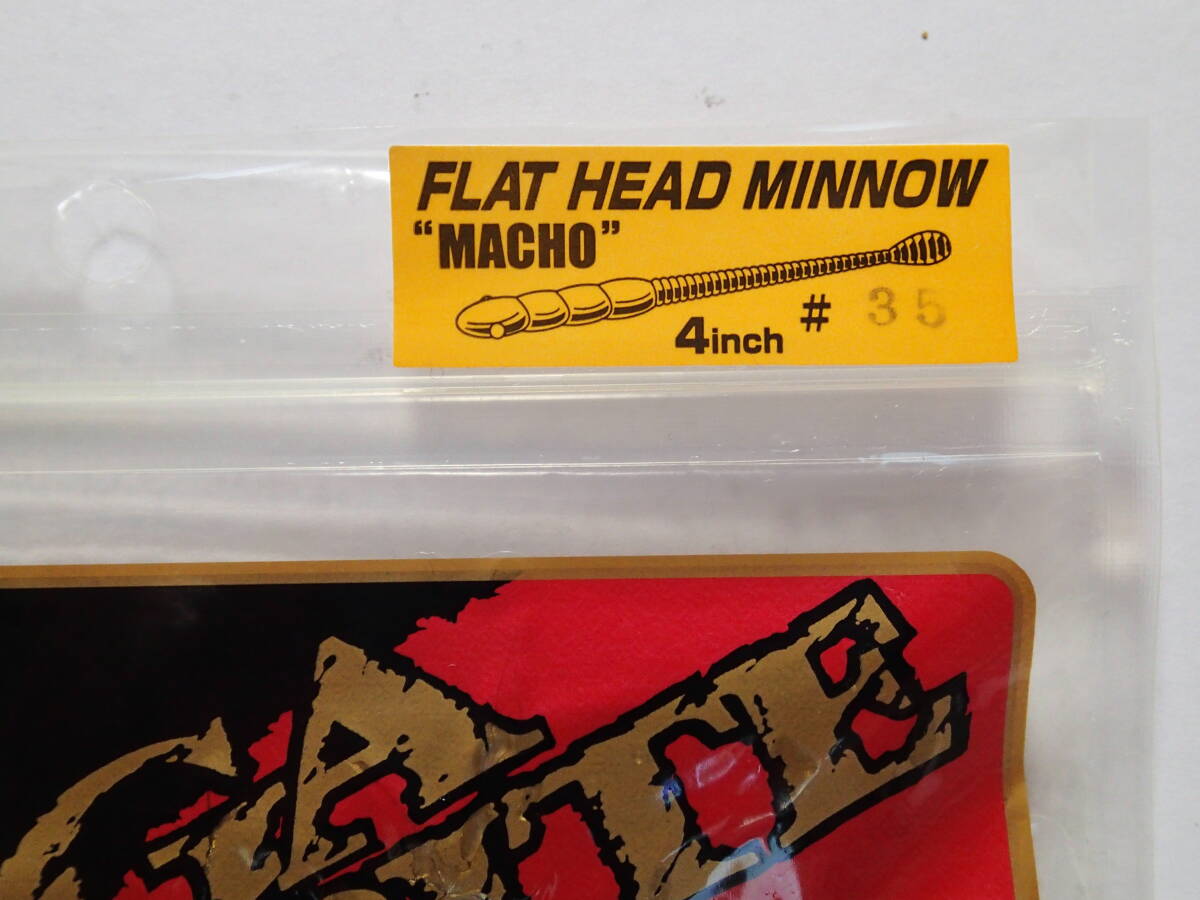 FLAT HEAD MINNOW
“MACHO”
4inch # 35